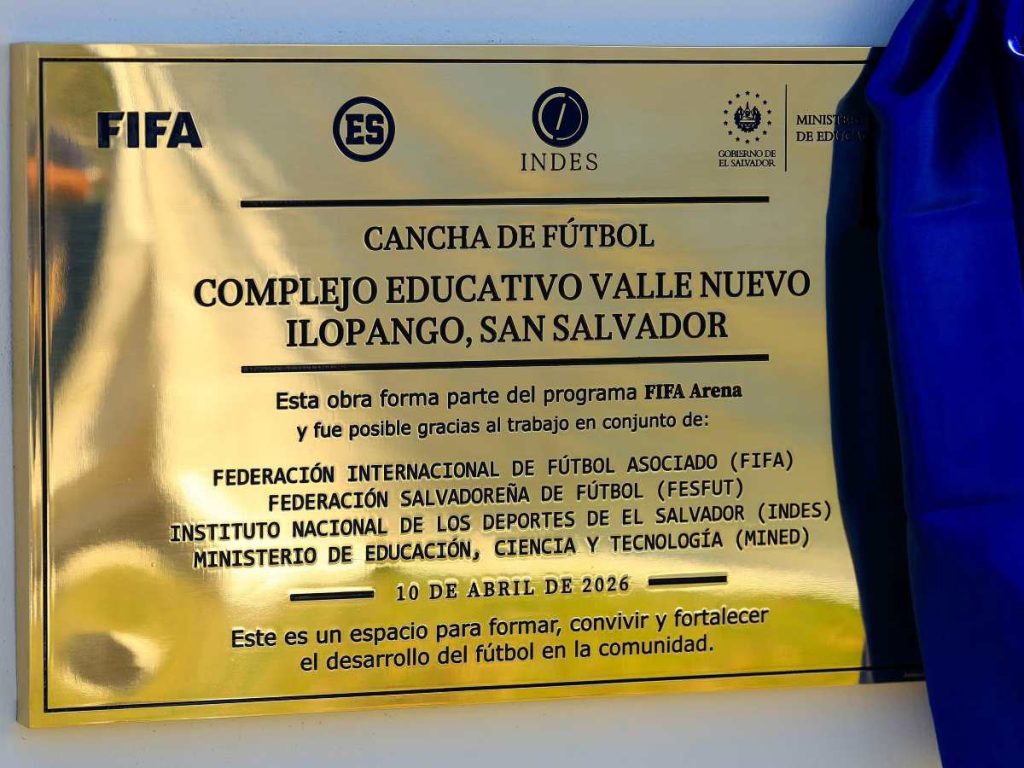 FIFA
ES
INDES
GOBIERNO DE
EL SALVADOR
DE
CANCHA DE FÚTBOL
COMPLEJO EDUCATIVO VALLE NUEVO
ILOPANGO, SAN SALVADOR
Esta obra forma parte del programa FIFA Arena
y fue posible gracias al trabajo en conjunto de:
FEDERACIÓN INTERNACIONAL DE FÚTBOL ASOCIADO (FIFA)
FEDERACIÓN SALVADOREÑA DE FÚTBOL (FESFUT)
INSTITUTO NACIONAL DE LOS DEPORTES DE EL SALVADOR (INDES)
MINISTERIO DE EDUCACIÓN, CIENCIA Y TECNOLOGÍA (MINED)
10 DE ABRIL DE 2026
Este es un espacio para formar, convivir y fortalecer
el desarrollo del fútbol en la comunidad.